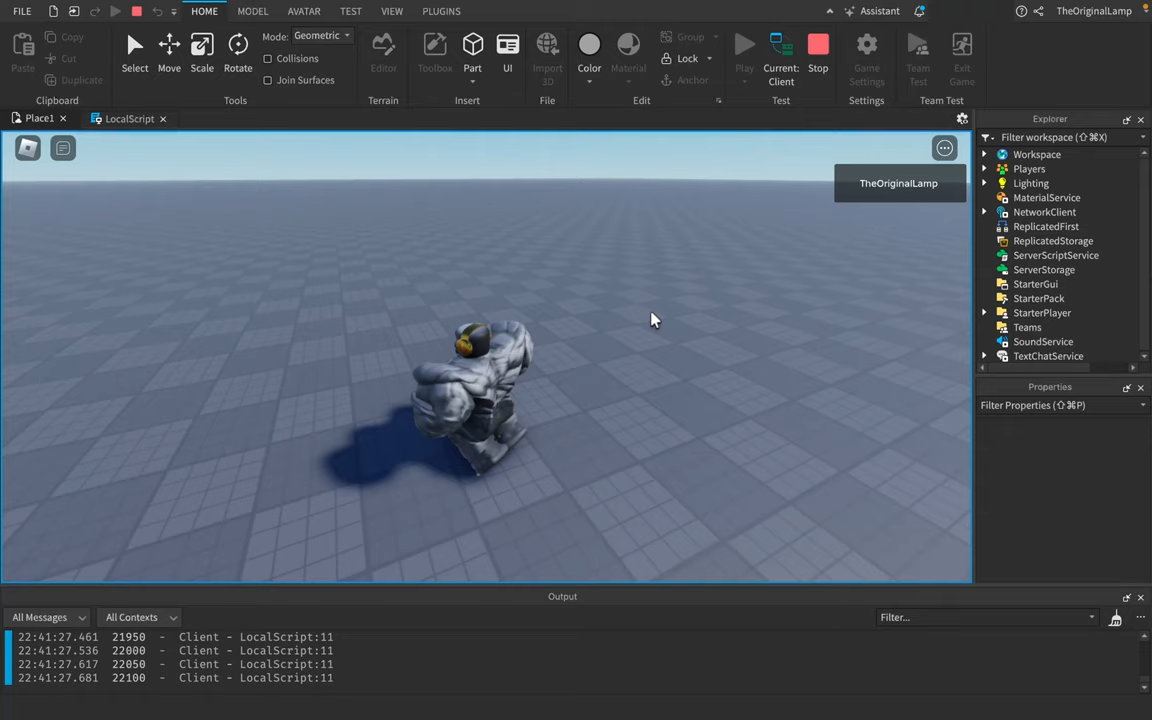 FILE HOME MODEL AVATAR TEST VIEW PLUGINS Assistant TheOriginalLamp
Paste Copy Cut Duplicate
Select Move Scale Rotate
Mode: Geometric
Collisions
Join Surfaces
Editor
Toolbox Part UI
Import 3D
Color Material
Group
Lock
Anchor
Play
Current: Client
Stop
Game Settings
Team Test
Exit Game
Clipboard Tools Terrain Insert File Edit Test Settings Team Test
Place1 LocalScript
TheOriginalLamp
Explorer
Filter workspace (⇧⌘X)
Workspace
Players
Lighting
MaterialService
NetworkClient
ReplicatedFirst
ReplicatedStorage
ServerScriptService
ServerStorage
StarterGui
StarterPack
StarterPlayer
Teams
SoundService
TextChatService
Properties
Filter Properties (⇧⌘P)
Output
All Messages All Contexts Filter...
22:41:27.461 21950 - Client - LocalScript:11
22:41:27.536 22000 - Client - LocalScript:11
22:41:27.617 22050 - Client - LocalScript:11
22:41:27.681 22100 - Client - LocalScript:11